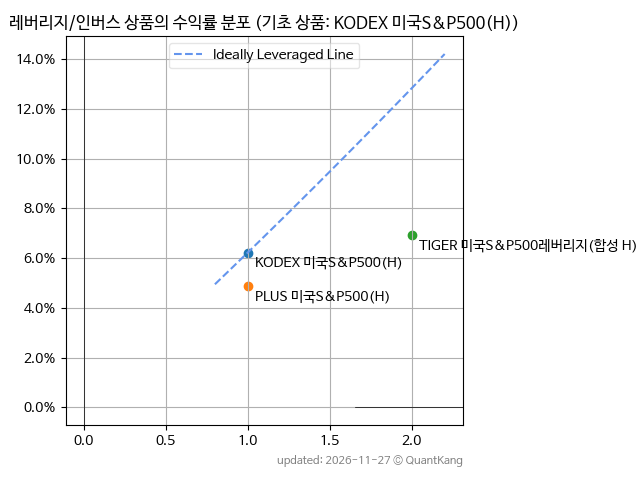 레버리지/인버스 상품의 수익률 분포 (기초 상품: KODEX 미국S&P500(H))
Ideally Leveraged Line
14.0%
12.0%
10.0%
8.0%
6.0%
4.0%
2.0%
0.0%
TIGER 미국S&P500레버리지(합성 H)
KODEX 미국S&P500(H)
PLUS 미국S&P500(H)
0.0 0.5 1.0 1.5 2.0
updated: 2026-11-27 © QuantKang